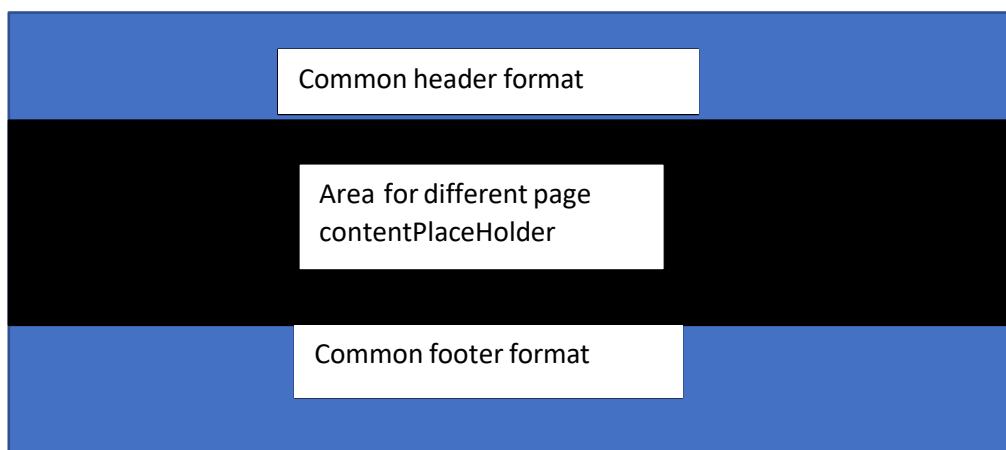 Common header format
Area for different page
contentPlaceHolder
Common footer format